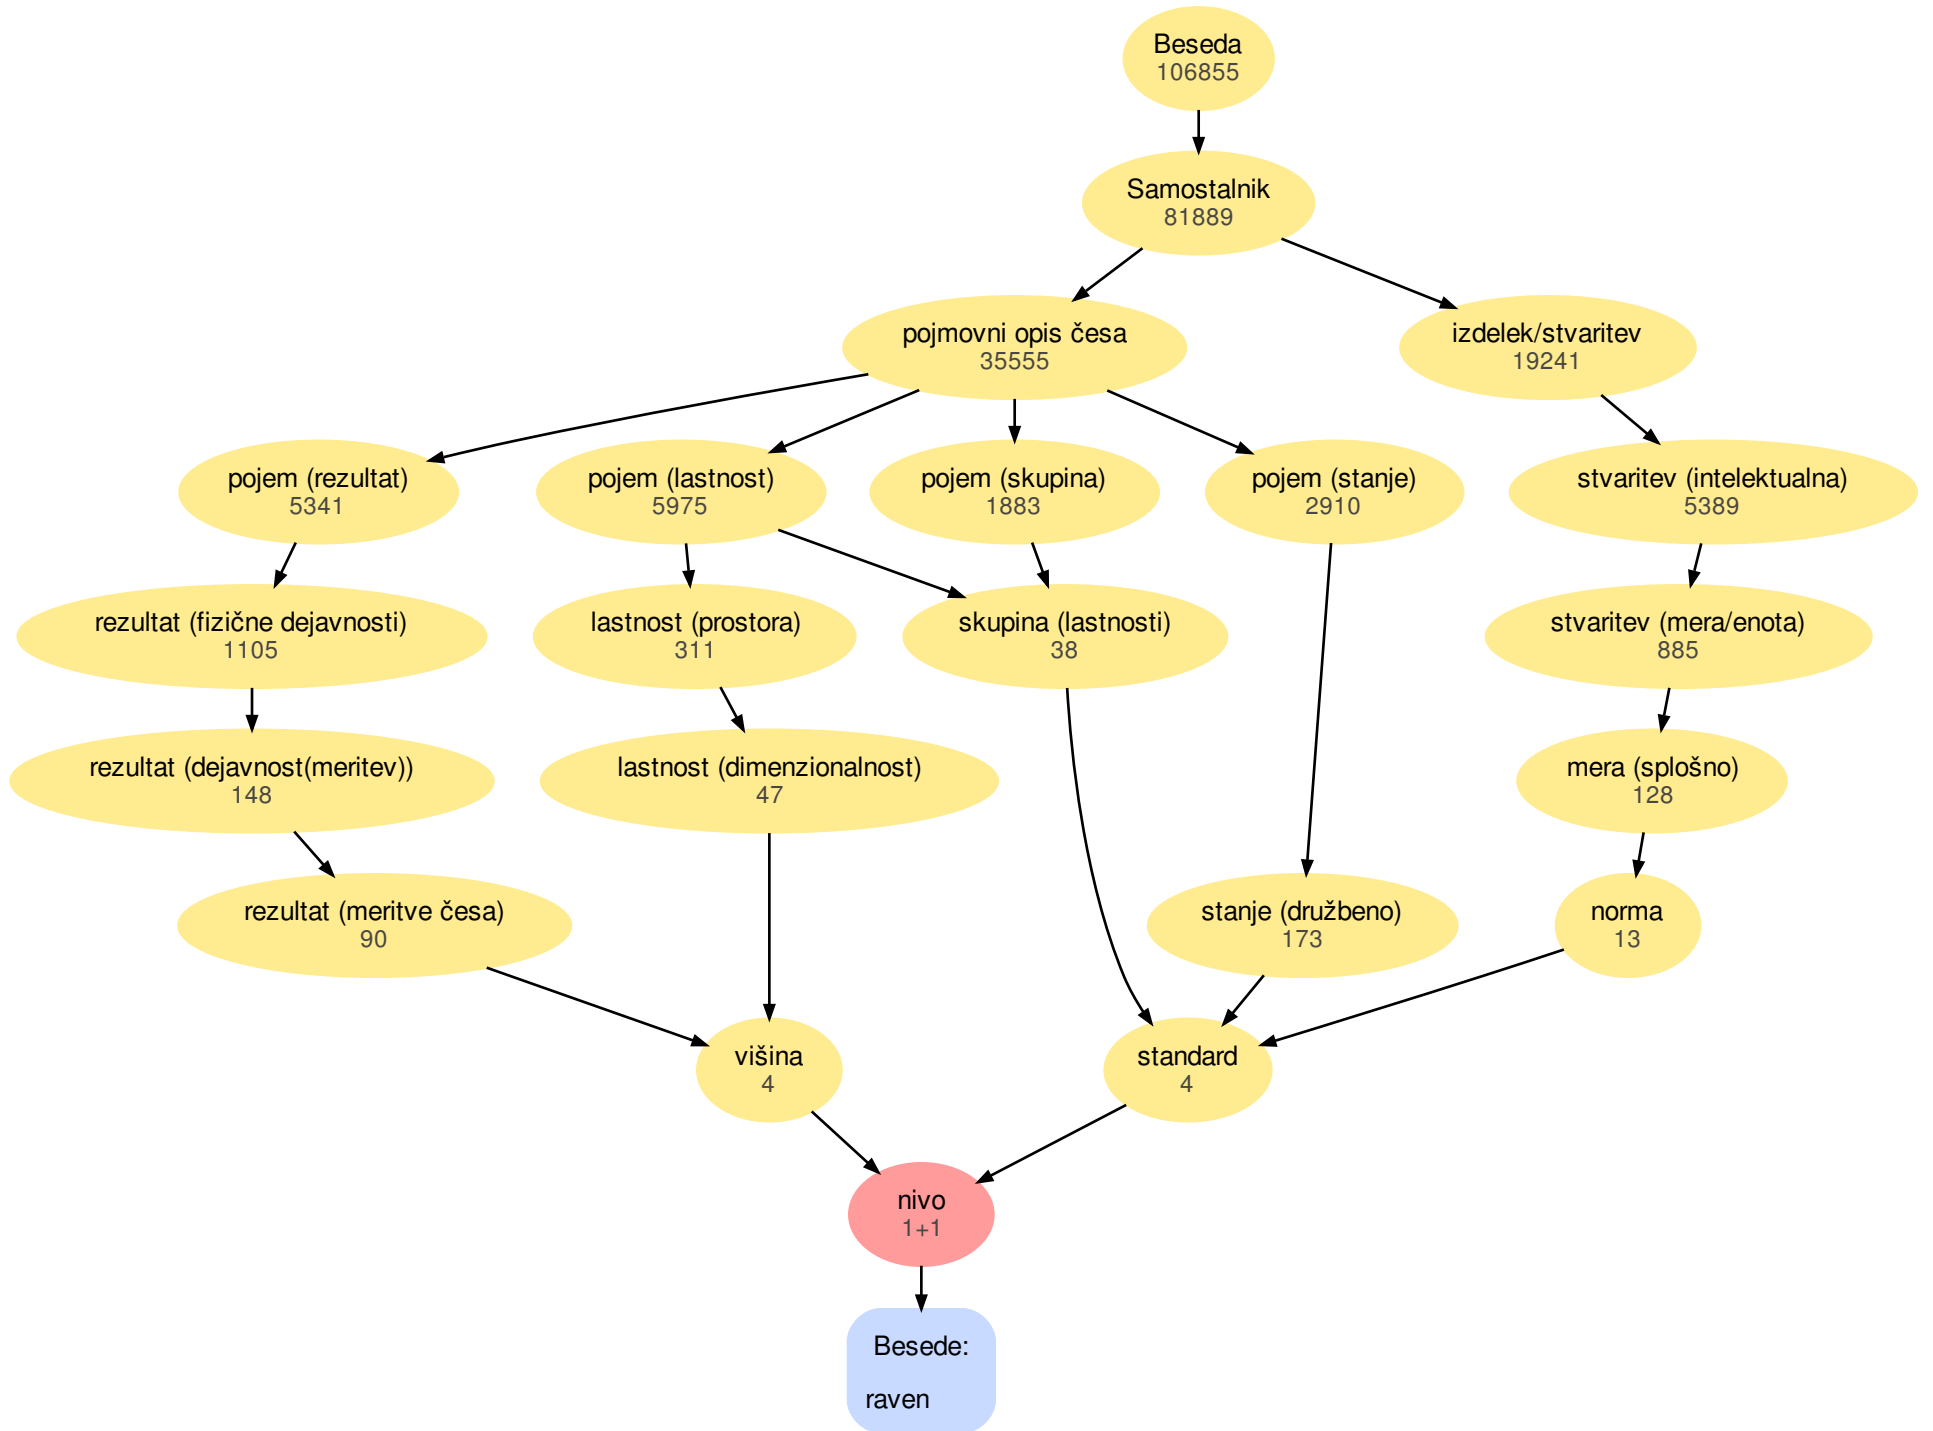 Beseda
106855
Samostalnik
81889
pojmovni opis česa
35555
izdelek/stvaritev
19241
pojem (rezultat)
5341
pojem (lastnost)
5975
pojem (skupina)
1883
pojem (stanje)
2910
stvaritev (intelektualna)
5389
rezultat (fizične dejavnosti)
1105
lastnost (prostora)
311
skupina (lastnosti)
38
stvaritev (mera/enota)
885
rezultat (dejavnost(meritev))
148
lastnost (dimenzionalnost)
47
mera (splošno)
128
rezultat (meritve česa)
90
stanje (družbeno)
173
norma
13
višina
4
standard
4
nivo
1+1
Besede:
raven